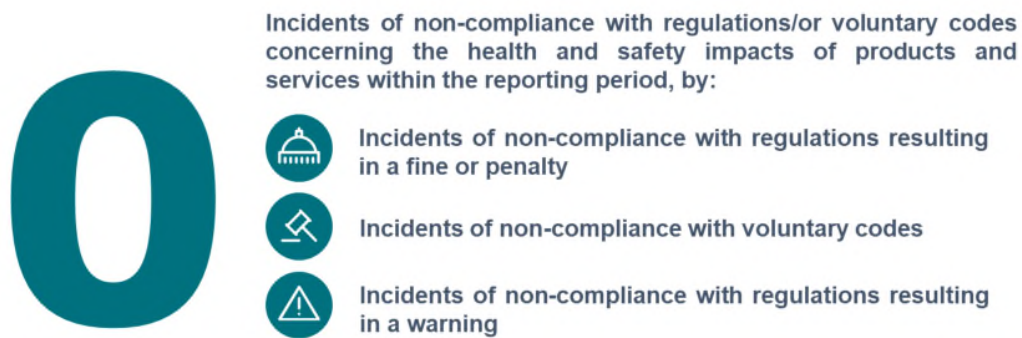 0
Incidents of non-compliance with regulations/or voluntary codes
concerning the health and safety impacts of products and
services within the reporting period, by:
Incidents of non-compliance with regulations resulting
in a fine or penalty
Incidents of non-compliance with voluntary codes
Incidents of non-compliance with regulations resulting
in a warning